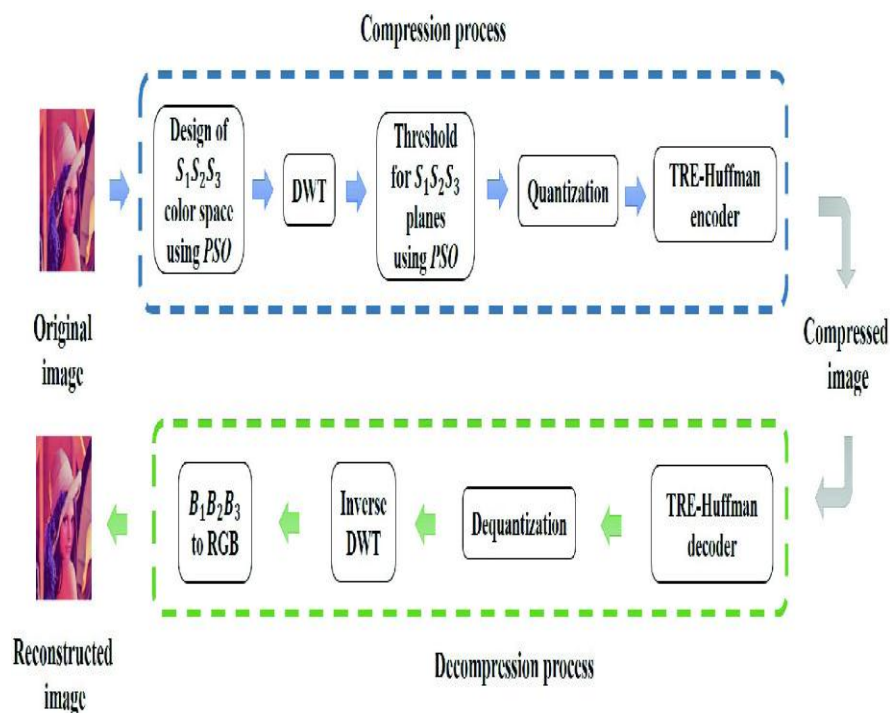 Compression process
Design of
S₁S₂S₃
color space
using PSO
DWT
Threshold
for S₁S₂S₃
planes
using PSO
Quantization
TRE-Huffman
encoder
Original
image
Compressed
image
B₁B₂B₃
to RGB
Inverse
DWT
Dequantization
TRE-Huffman
decoder
Reconstructed
image
Decompression process